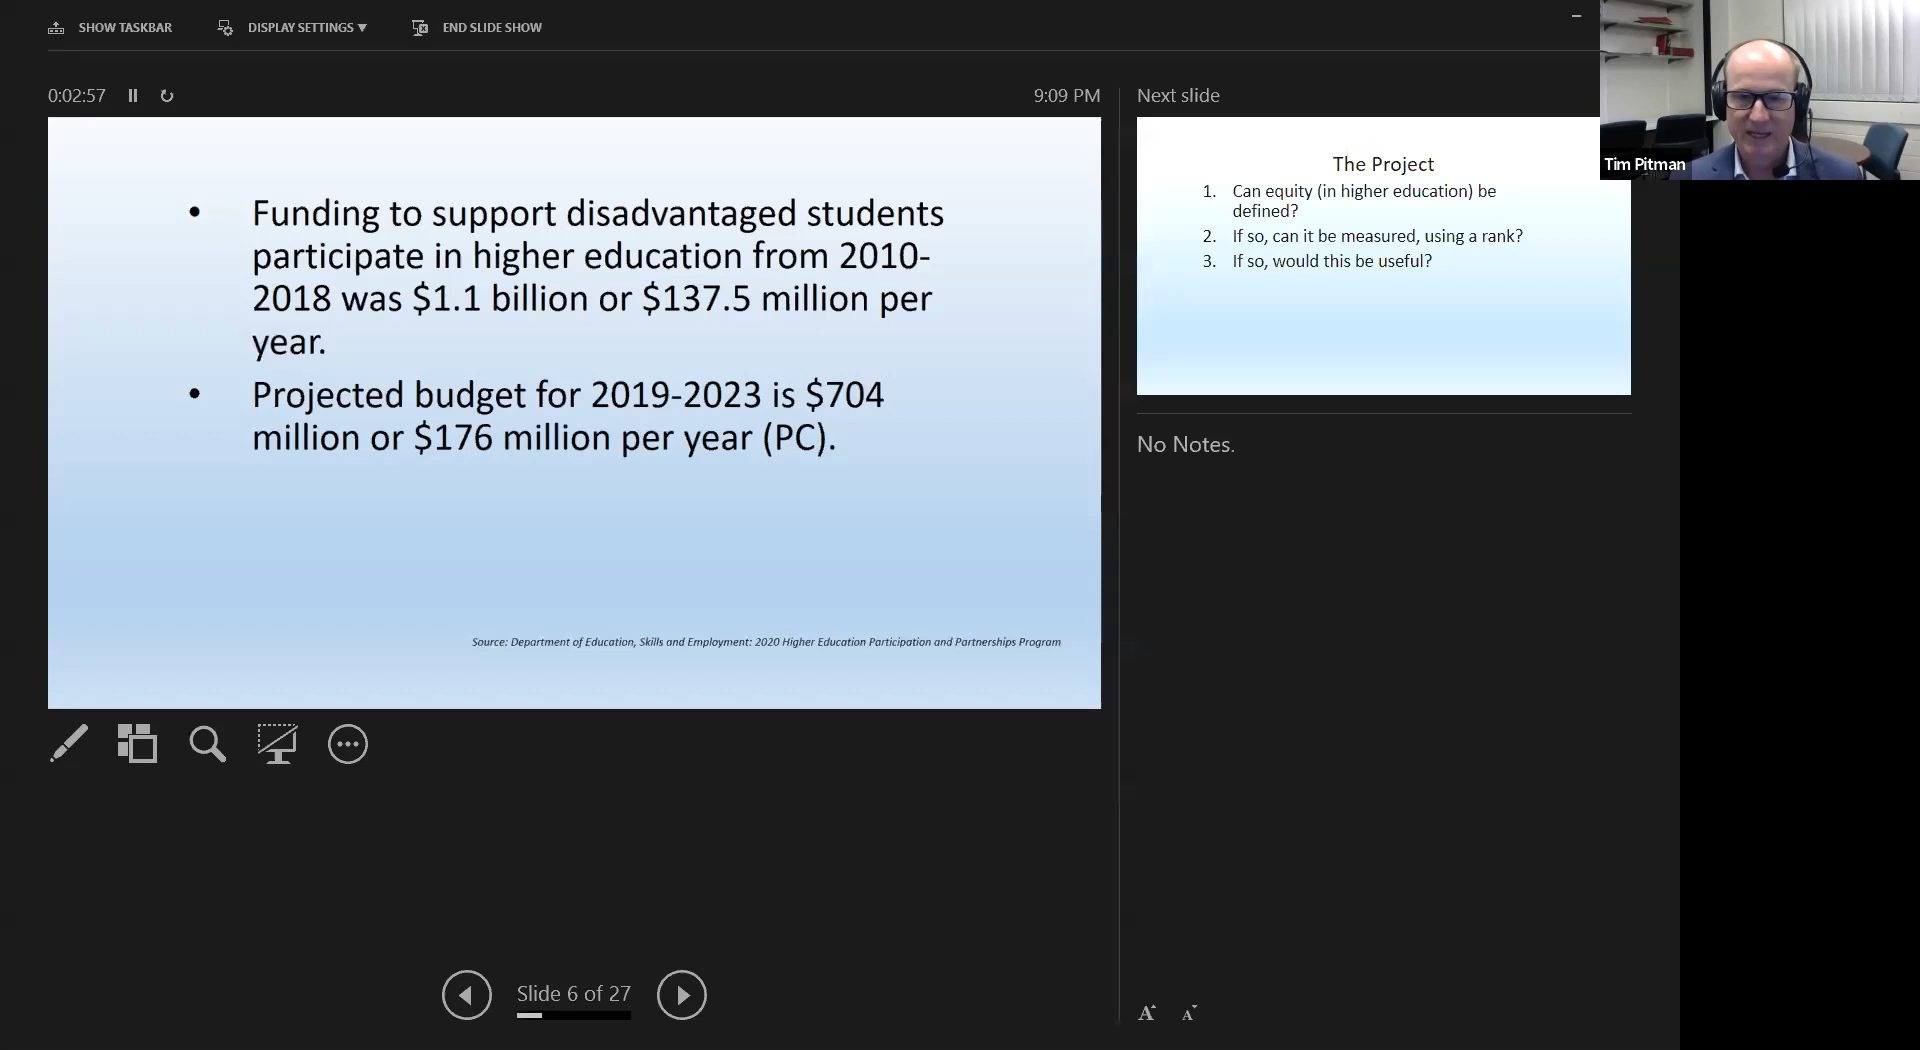 SHOW TASKBAR
DISPLAY SETTINGS ▼
END SLIDE SHOW
0:02:57
9:09 PM
• Funding to support disadvantaged students
participate in higher education from 2010-
2018 was $1.1 billion or $137.5 million per
year.
• Projected budget for 2019-2023 is $704
million or $176 million per year (PC).
Source: Department of Education, Skills and Employment: 2020 Higher Education Participation and Partnerships Program
Slide 6 of 27
Next slide
The Project
1. Can equity (in higher education) be
defined?
2. If so, can it be measured, using a rank?
3. If so, would this be useful?
No Notes.
A A
Tim Pitman